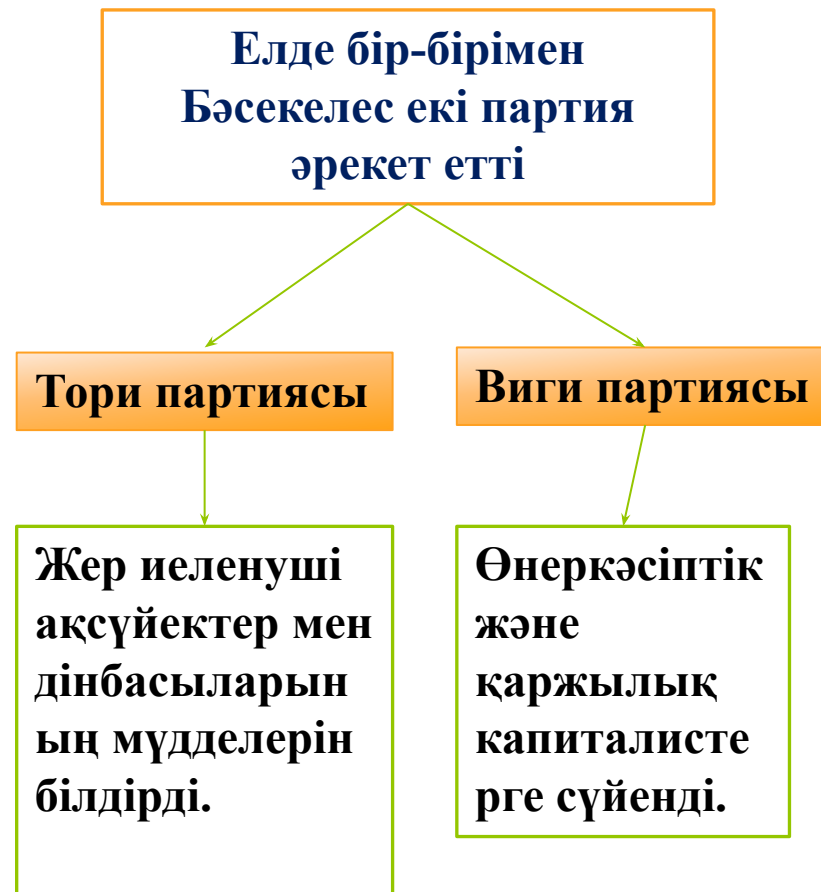 Елде бір-бірімен
Бәсекелес екі партия
әрекет етті
Тори партиясы
Виги партиясы
Жер иеленуші
ақсүйектер мен
дінбасыларын
ың мүдделерін
білдірді.
Өнеркәсіптік
және
қаржылық
капиталисте
рге сүйенді.